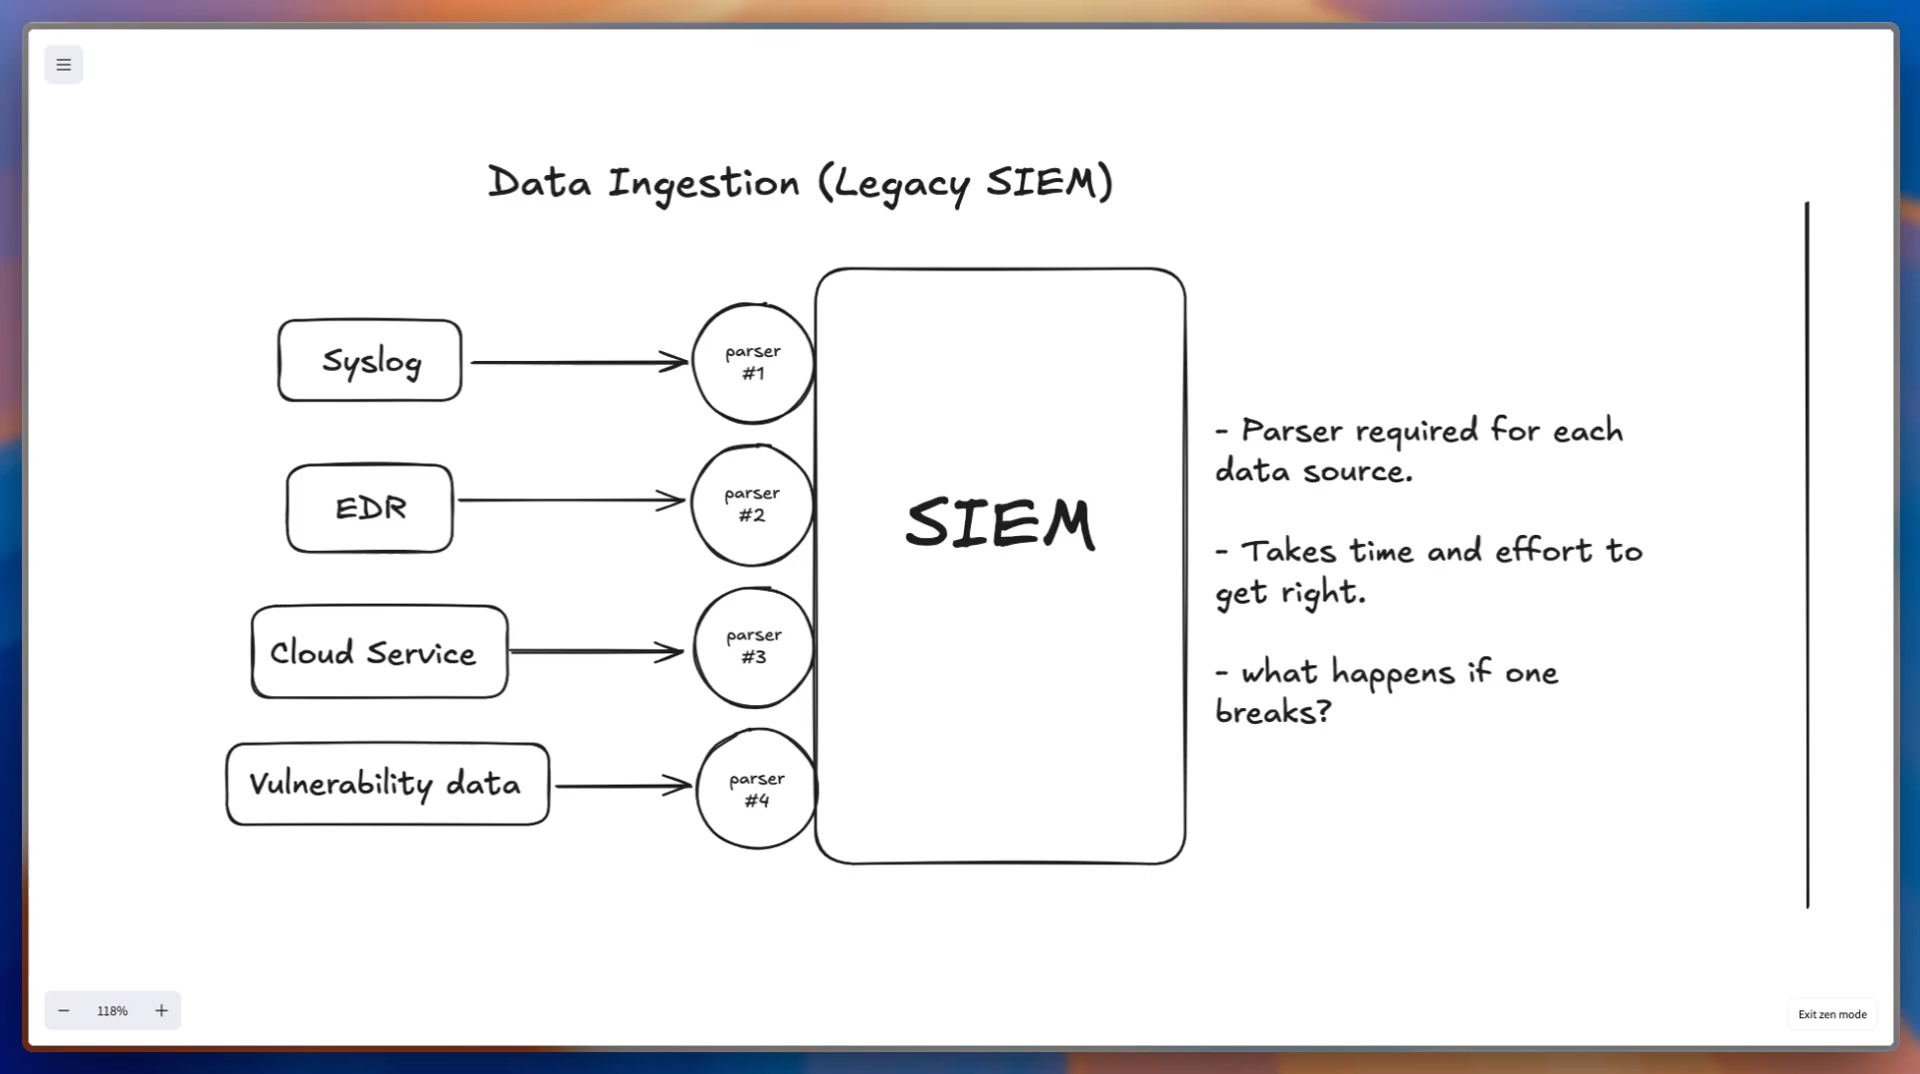 Data Ingestion (Legacy SIEM)
Syslog
parser
#1
EDR
parser
#2
Cloud Service
parser
#3
Vulnerability data
parser
#4
SIEM
- Parser required for each
data source.
- Takes time and effort to
get right.
- what happens if one
breaks?
118%
Exit zen mode